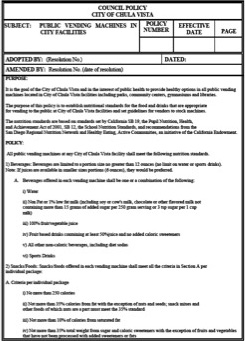 COUNCIL POLICY
CITY OF CHULA VISTA
SUBJECT: PUBLIC VENDING MACHINES IN CITY FACILITIES
POLICY NUMBER
EFFECTIVE DATE
PAGE
ADOPTED BY: (Resolution No.)
DATED:
AMENDED BY: (Resolution No. (date of resolution)
PURPOSE
It is the goal of the City of Chula Vista and in the interest of public health to provide healthy options in all public vending
machines located in City of Chula Vista facilities including parks, community centers, gymnasiums and libraries.
The purpose of this policy is to establish nutritional standards for the food and drinks that are appropriate
for vending to the public at City of Chula Vista facilities and set guidelines for vendors to stock machines.
The nutrition standards are based on standards set by California SB 19, the Pupil Nutrition, Health,
and Achievement Act of 2001, SB 12, the School Nutrition Standards, and recommendations from the
San Diego Regional Nutrition Network and Healthy Eating, Active Communities, an initiative of the California Endowment.
POLICY:
All public vending machines at any City of Chula Vista facility shall meet the following nutrition standards.
1) Beverages: Beverages are limited to a portion size no greater than 12 ounces (no limit on water or sports drinks).
Note: If juices are available in smaller size portions (6 ounces), they would be preferred.
A. Beverages offered in each vending machine shall be one or a combination of the following:
i) Water
ii) Non Fat or 1% low fat milk (including soy or cow's milk, chocolate or other flavored milk not
containing more than 15 grams of added sugar per 250 gram serving or 3 tsp sugar per 1 cup
milk)
iii) 100% fruit/vegetable juice
iv) Fruit based drinks containing at least 50% juice and no added caloric sweeteners
v) All other non-caloric beverages, including diet sodas
vi) Sports Drinks
2) Snacks/Foods: Snacks/foods offered in each vending machine shall meet all the criteria in Section A per
individual package:
A. Criteria per individual package
i) No more than 250 calories
ii) Not more than 35% calories from fat with the exception of nuts and seeds; snack mixes and
other foods of which nuts are a part must meet the 35% standard
iii) Not more than 10% of calories from saturated fat
iv) Not more than 35% total weight from sugar and caloric sweeteners with the exception of fruits and vegetables
that have not been processed with added sweeteners or fats